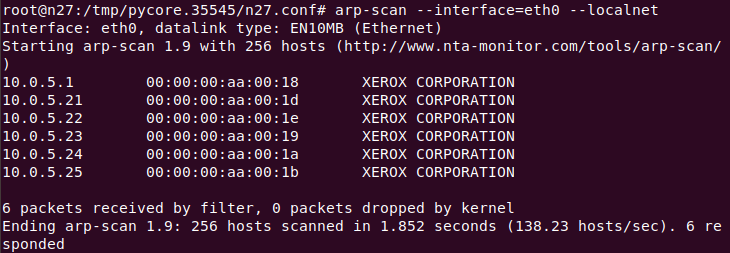 root@n27:/tmp/pycore.35545/n27.conf# arp-scan --interface=eth0 --localnet
Interface: eth0, datalink type: EN10MB (Ethernet)
Starting arp-scan 1.9 with 256 hosts (http://www.nta-monitor.com/tools/arp-scan/
)
10.0.5.1 00:00:00:aa:00:18 XEROX CORPORATION
10.0.5.21 00:00:00:aa:00:1d XEROX CORPORATION
10.0.5.22 00:00:00:aa:00:1e XEROX CORPORATION
10.0.5.23 00:00:00:aa:00:19 XEROX CORPORATION
10.0.5.24 00:00:00:aa:00:1a XEROX CORPORATION
10.0.5.25 00:00:00:aa:00:1b XEROX CORPORATION
6 packets received by filter, 0 packets dropped by kernel
Ending arp-scan 1.9: 256 hosts scanned in 1.852 seconds (138.23 hosts/sec). 6 re
sponded